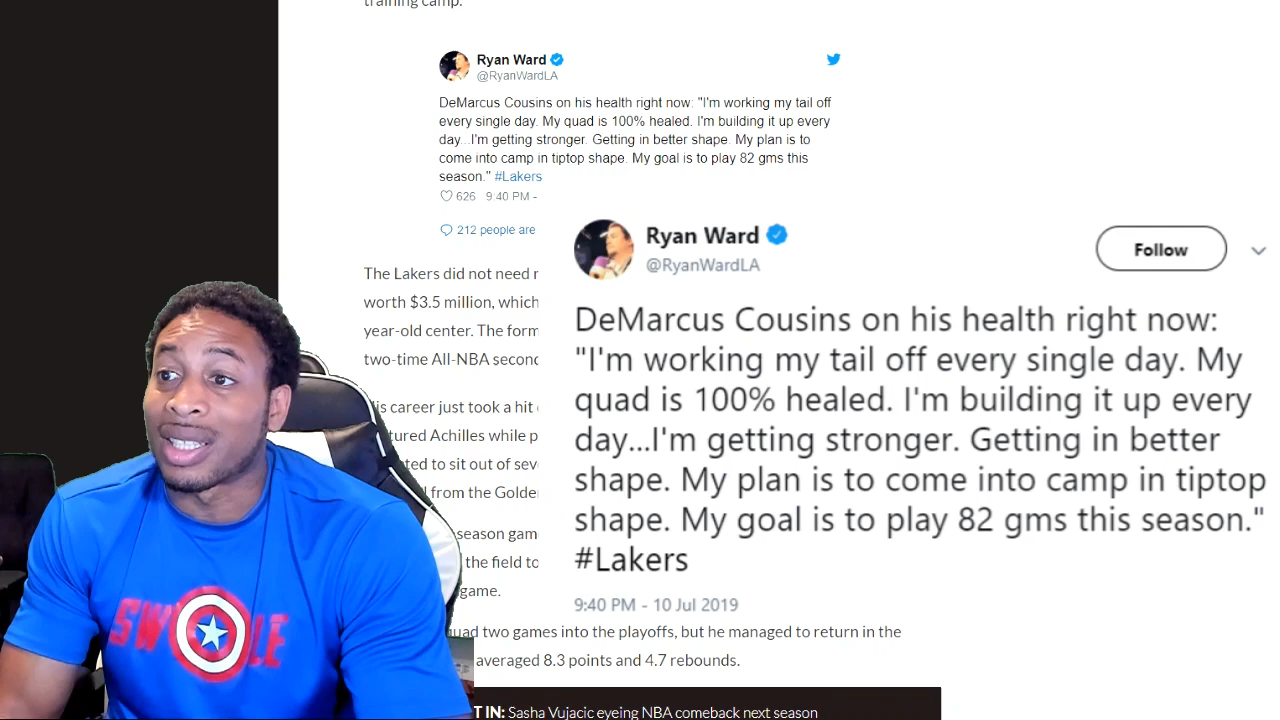 training camp.
Ryan Ward
@RyanWardLA
DeMarcus Cousins on his health right now: "I'm working my tail off
every single day. My quad is 100% healed. I'm building it up every
day...I'm getting stronger. Getting in better shape. My plan is to
come into camp in tiptop shape. My goal is to play 82 gms this
season." #Lakers
626 9:40 PM -
212 people are
Ryan Ward
@RyanWardLA
Follow
DeMarcus Cousins on his health right now:
"I'm working my tail off every single day. My
quad is 100% healed. I'm building it up every
day...I'm getting stronger. Getting in better
shape. My plan is to come into camp in tiptop
shape. My goal is to play 82 gms this season."
#Lakers
9:40 PM - 10 Jul 2019
The Lakers did not need
worth $3.5 million, which
year-old center. The
two-time All-NBA
career just took a hit
Achilles while
to sit out of
from the
season
the field to
game.
two games into the playoffs, but he managed to return in the
averaged 8.3 points and 4.7 rebounds.
IN: Sasha Vujacic eyeing NBA comeback next season